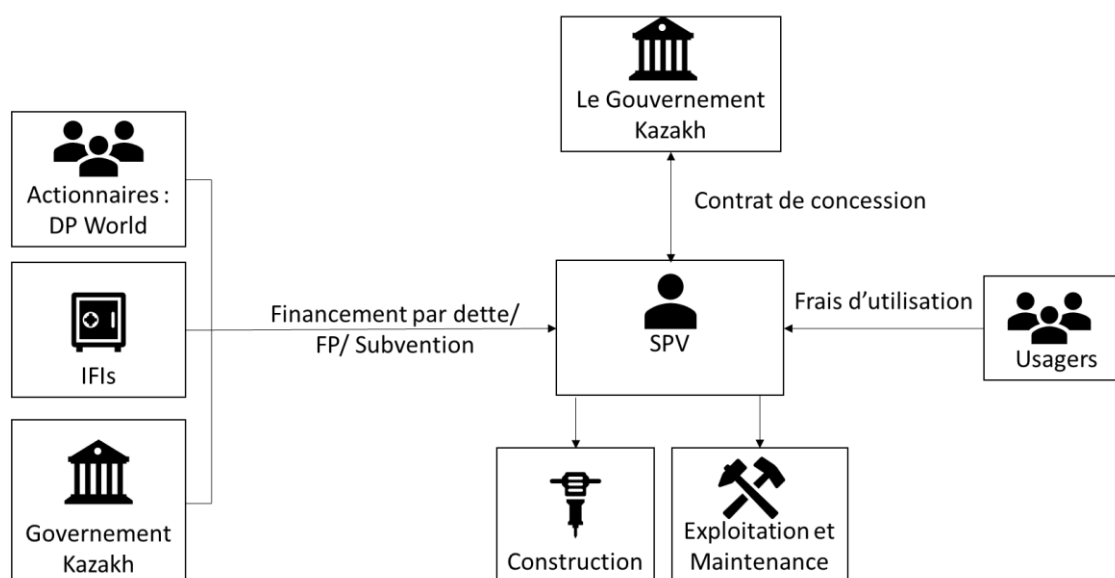 Le Gouvernement
Kazakh
Actionnaires :
DP World
Contrat de concession
IFIs
Financement par dette/
FP/ Subvention
SPV
Frais d’utilisation
Usagers
Governement
Kazakh
Construction
Exploitation et
Maintenance